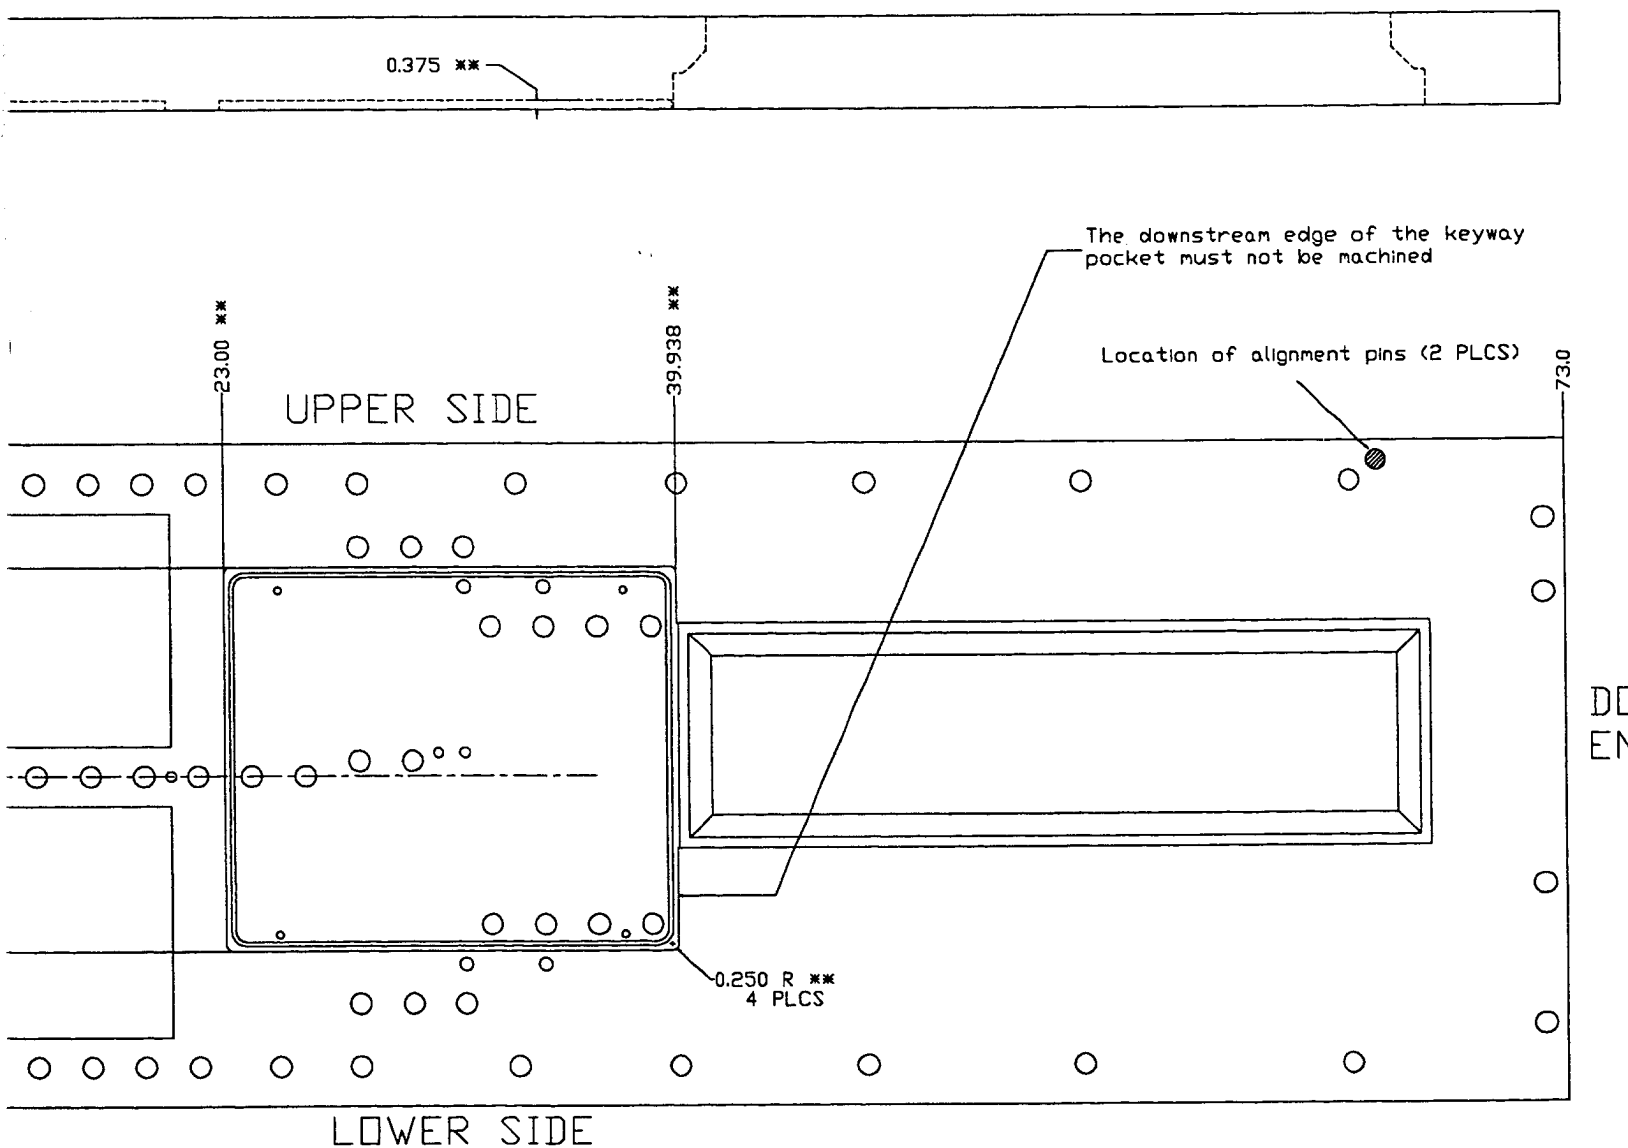 0.375 **
The downstream edge of the keyway
pocket must not be machined
23.00 **
39.938 **
Location of alignment pins (2 PLCS)
73.0
UPPER SIDE
0.250 R **
4 PLCS
LOWER SIDE